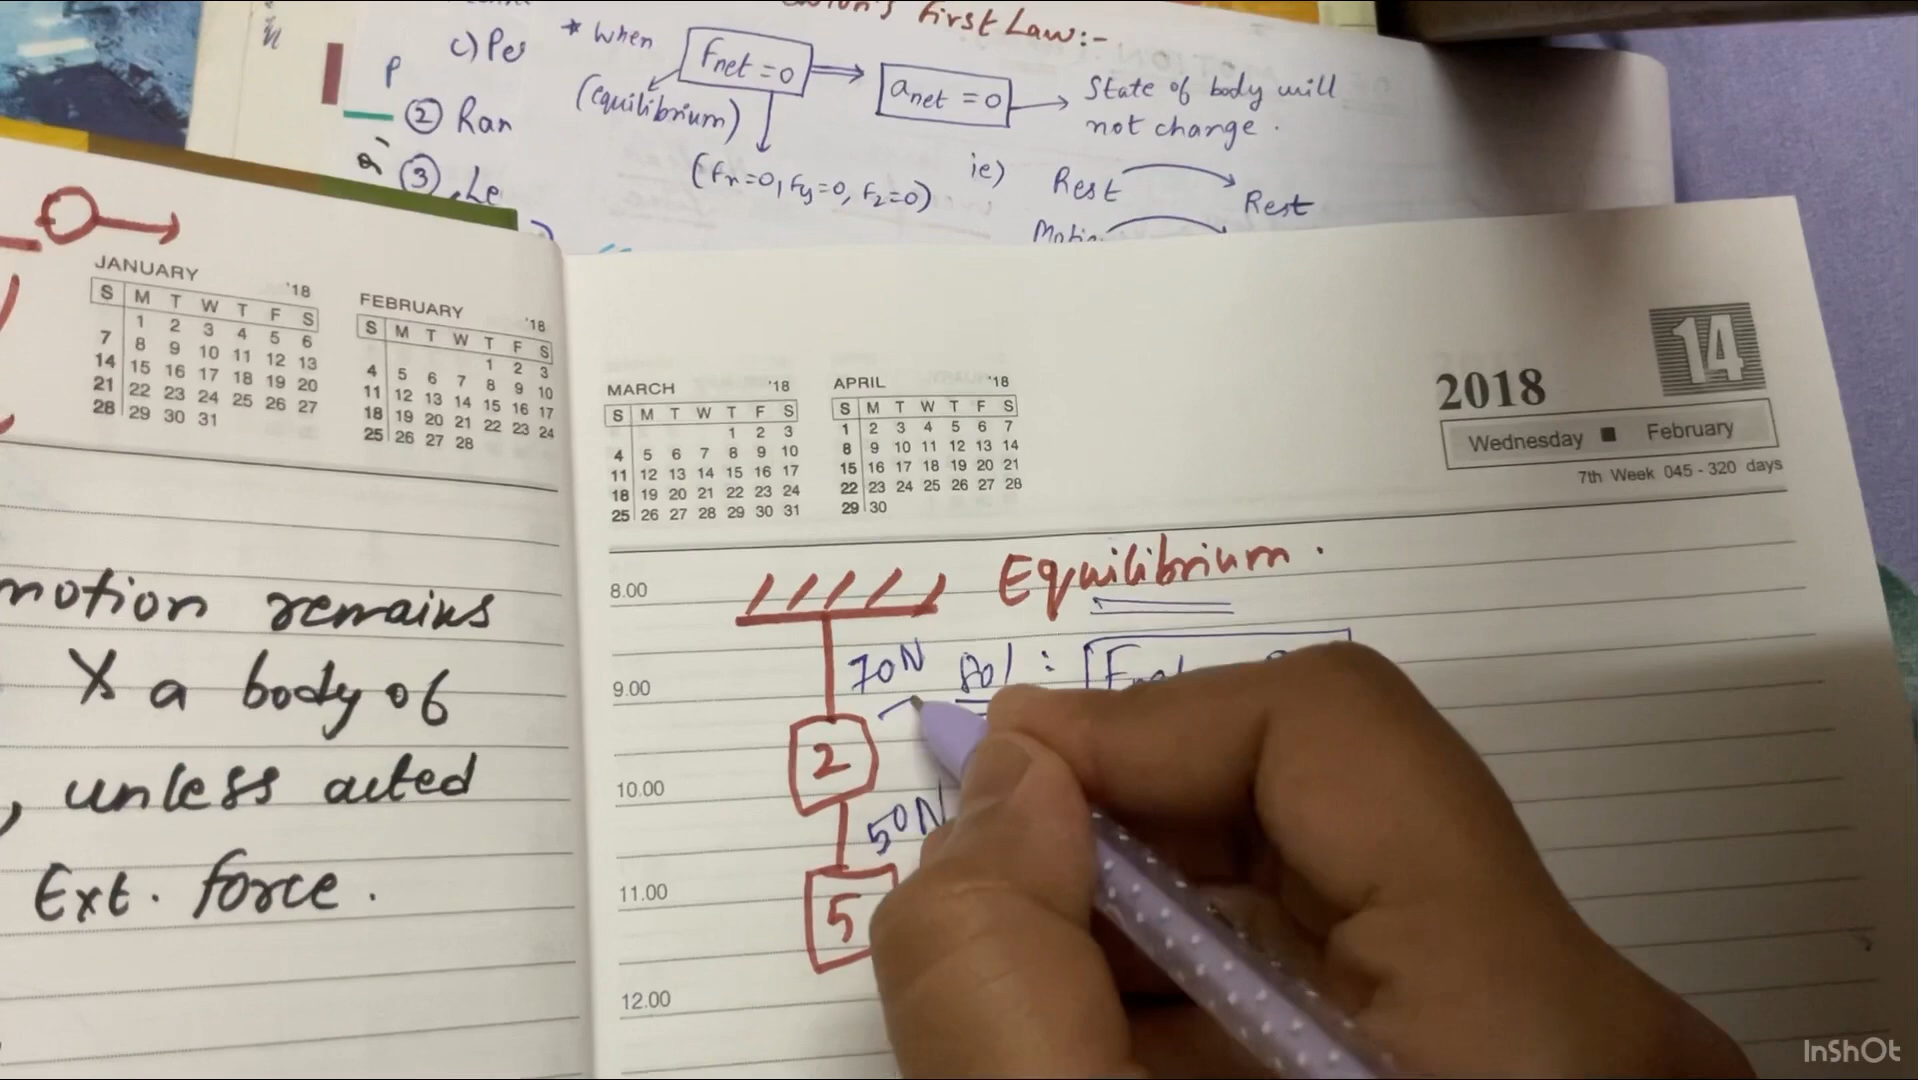 First Law:-
c) Pe
* When Fnet = 0 ⇒ anet = 0 → State of body will
not change.
(equilibrium)
P
② Ran
(Fx=0, Fy=0, Fz=0)
ie) Rest Rest
③
JANUARY '18
S M T W T F S
1 2 3 4 5 6
7 8 9 10 11 12 13
14 15 16 17 18 19 20
21 22 23 24 25 26 27
28 29 30 31
FEBRUARY '18
S M T W T F S
1 2 3
4 5 6 7 8 9 10
11 12 13 14 15 16 17
18 19 20 21 22 23 24
25 26 27 28
motion remains
X a body of
, unless acted
Ext. force.
MARCH '18
S M T W T F S
1 2 3
4 5 6 7 8 9 10
11 12 13 14 15 16 17
18 19 20 21 22 23 24
25 26 27 28 29 30 31
APRIL '18
S M T W T F S
1 2 3 4 5 6 7
8 9 10 11 12 13 14
15 16 17 18 19 20 21
22 23 24 25 26 27 28
29 30
14
2018
Wednesday ■ February
7th Week 045 - 320 days
Equilibrium.
8.00
70N Sol :
9.00
2
10.00
50N
11.00
5
12.00
InShOt